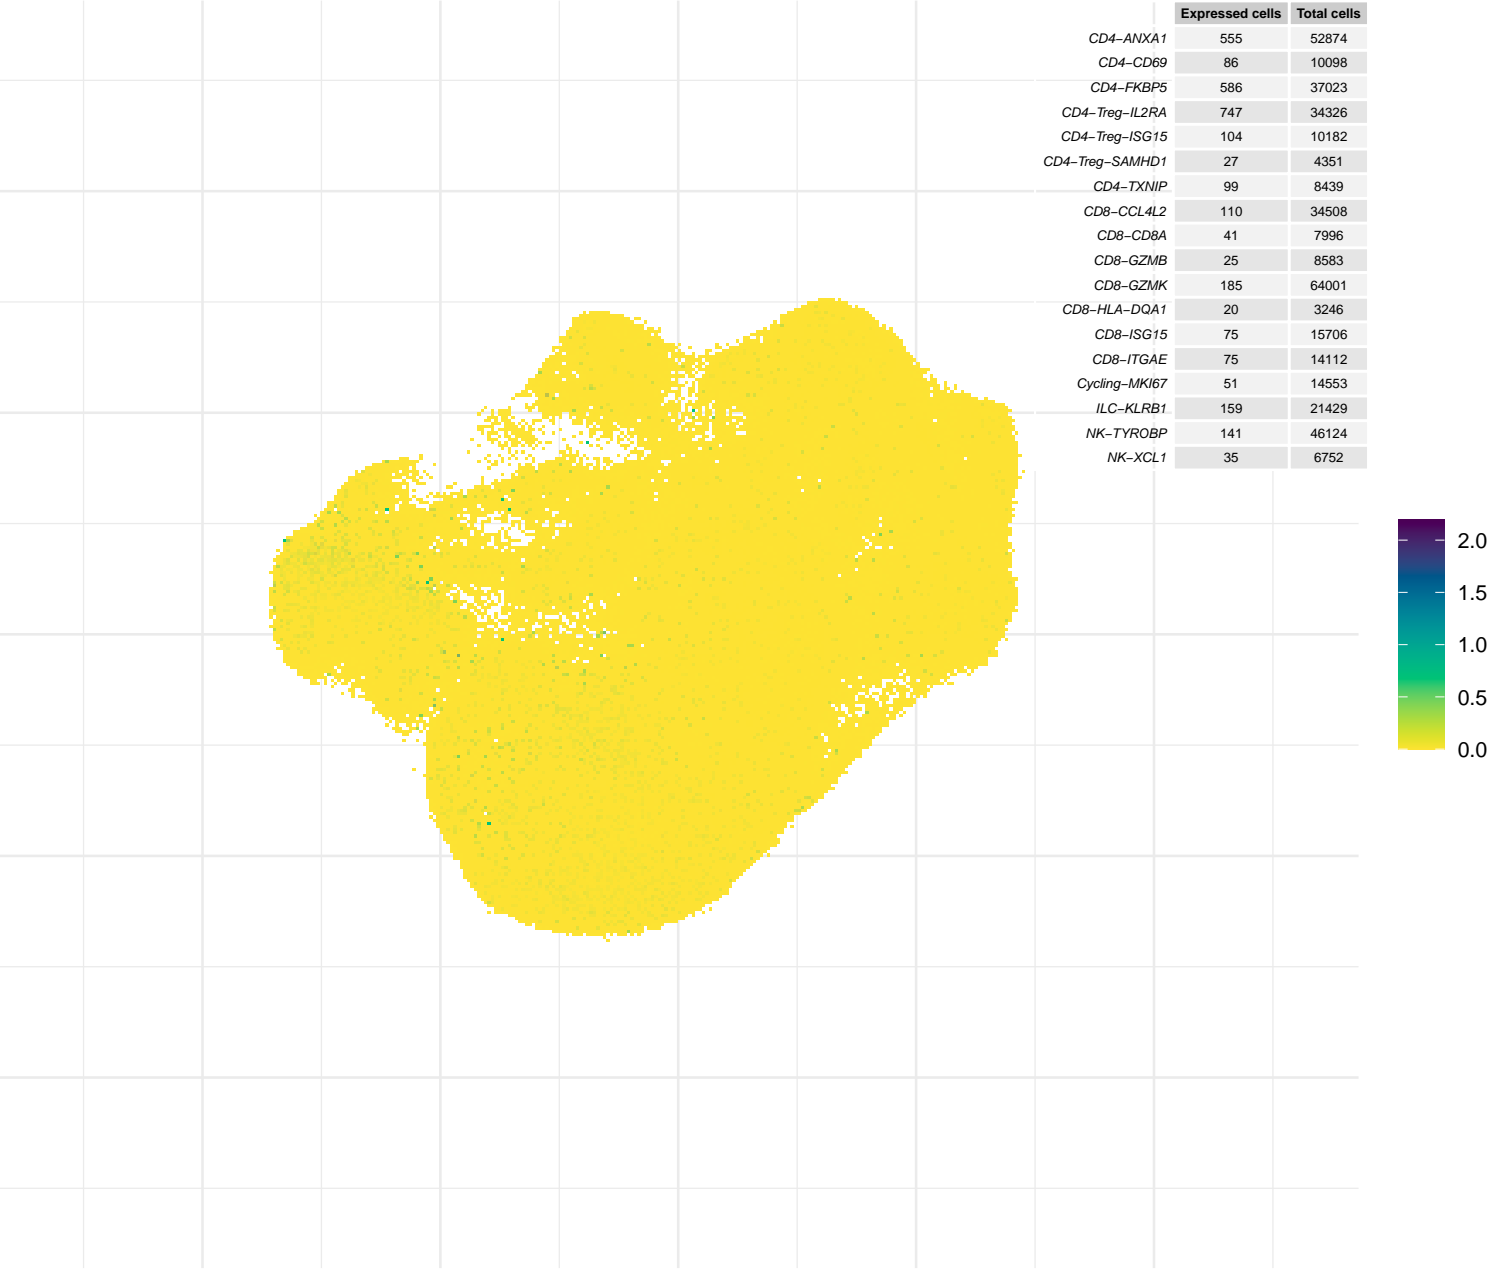 Expressed cells Total cells
CD4−ANXA1 555 52874
CD4−CD69 86 10098
CD4−FKBP5 586 37023
CD4−Treg−IL2RA 747 34326
CD4−Treg−ISG15 104 10182
CD4−Treg−SAMHD1 27 4351
CD4−TXNIP 99 8439
CD8−CCL4L2 110 34508
CD8−CD8A 41 7996
CD8−GZMB 25 8583
CD8−GZMK 185 64001
CD8−HLA−DQA1 20 3246
CD8−ISG15 75 15706
CD8−ITGAE 75 14112
Cycling−MKI67 51 14553
ILC−KLRB1 159 21429
NK−TYROBP 141 46124
NK−XCL1 35 6752
2.0
1.5
1.0
0.5
0.0